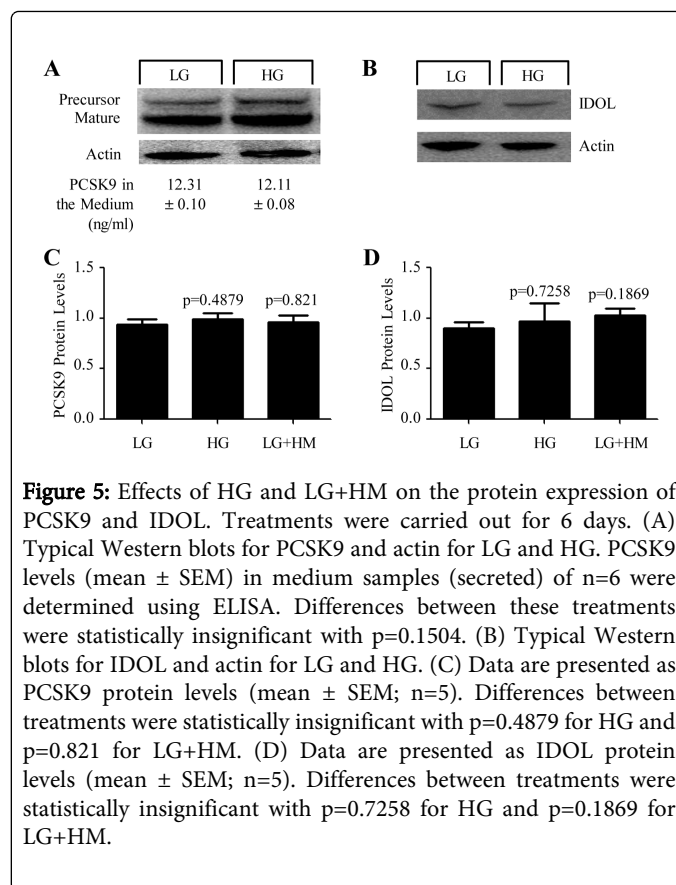 A
LG HG
Precursor
Mature
Actin
PCSK9 in
the Medium
(ng/ml)
12.31
± 0.10
12.11
± 0.08
B
LG HG
IDOL
Actin
C
PCSK9 Protein Levels
1.5
1.0
0.5
0.0
p=0.4879
p=0.821
LG HG LG+HM
D
IDOL Protein Levels
1.5
1.0
0.5
0.0
p=0.7258
p=0.1869
LG HG LG+HM
Figure 5: Effects of HG and LG+HM on the protein expression of
PCSK9 and IDOL. Treatments were carried out for 6 days. (A)
Typical Western blots for PCSK9 and actin for LG and HG. PCSK9
levels (mean ± SEM) in medium samples (secreted) of n=6 were
determined using ELISA. Differences between these treatments
were statistically insignificant with p=0.1504. (B) Typical Western
blots for IDOL and actin for LG and HG. (C) Data are presented as
PCSK9 protein levels (mean ± SEM; n=5). Differences between
treatments were statistically insignificant with p=0.4879 for HG and
p=0.821 for LG+HM. (D) Data are presented as IDOL protein
levels (mean ± SEM; n=5). Differences between treatments were
statistically insignificant with p=0.7258 for HG and p=0.1869 for
LG+HM.